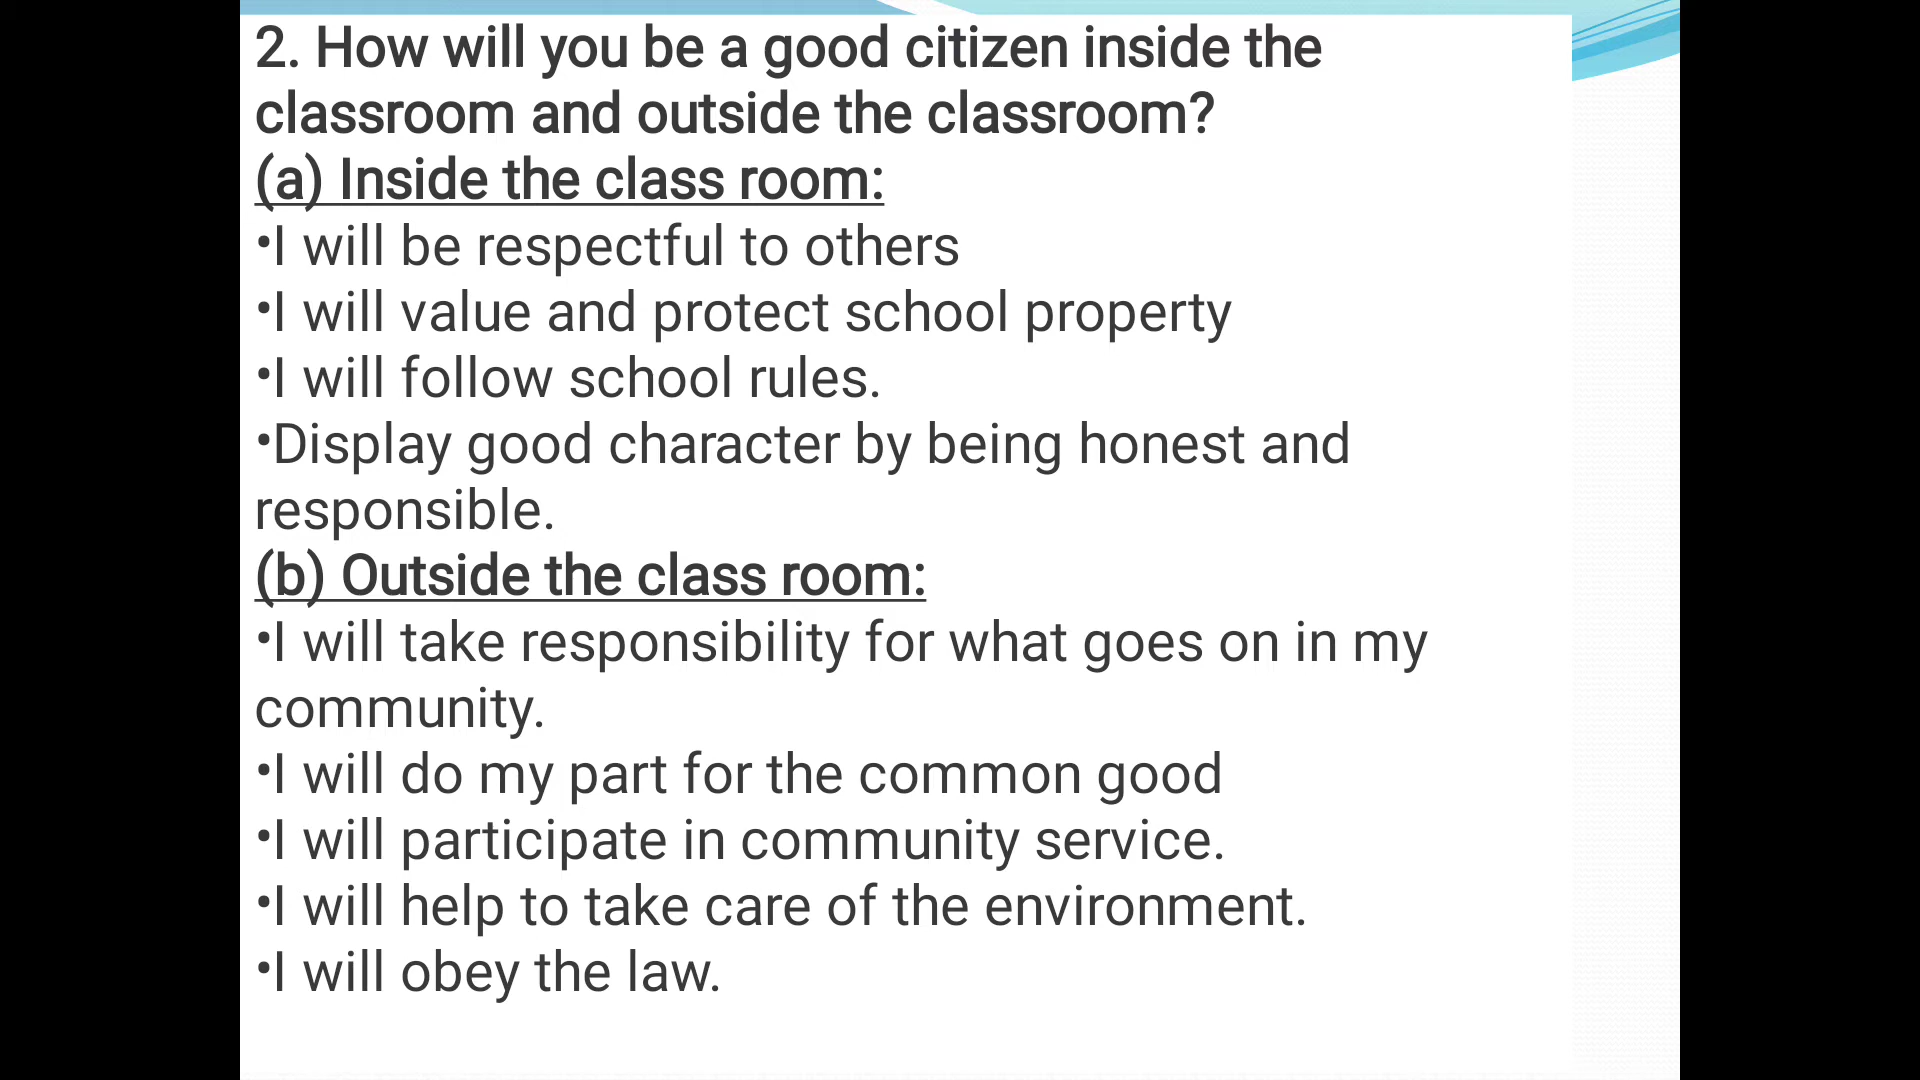 2. How will you be a good citizen inside the
classroom and outside the classroom?
(a) Inside the class room:
•I will be respectful to others
•I will value and protect school property
•I will follow school rules.
•Display good character by being honest and
responsible.
(b) Outside the class room:
•I will take responsibility for what goes on in my
community.
•I will do my part for the common good
•I will participate in community service.
•I will help to take care of the environment.
•I will obey the law.